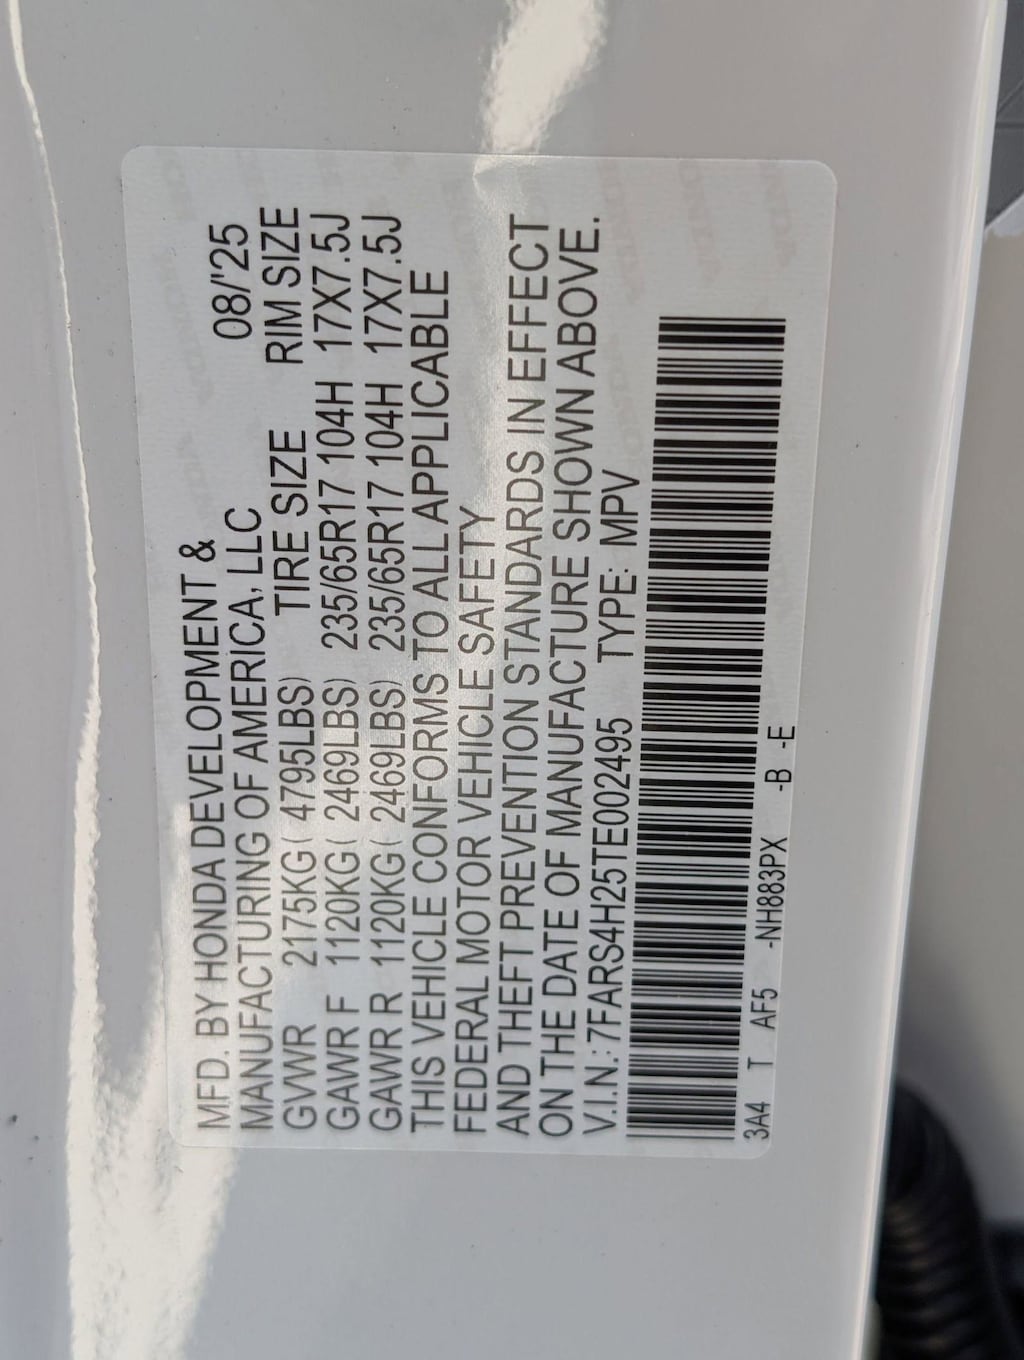 MFD. BY HONDA DEVELOPMENT &
MANUFACTURING OF AMERICA, LLC 08/'25
TIRE SIZE RIM SIZE
GVWR 2175KG( 4795LBS)
GAWR F 1120KG( 2469LBS) 235/65R17 104H 17X7.5J
GAWR R 1120KG( 2469LBS) 235/65R17 104H 17X7.5J
THIS VEHICLE CONFORMS TO ALL APPLICABLE
FEDERAL MOTOR VEHICLE SAFETY
AND THEFT PREVENTION STANDARDS IN EFFECT
ON THE DATE OF MANUFACTURE SHOWN ABOVE.
V.I.N.: 7FARS4H25TE002495 TYPE: MPV
3A4 T AF5 -NH883PX -B -E